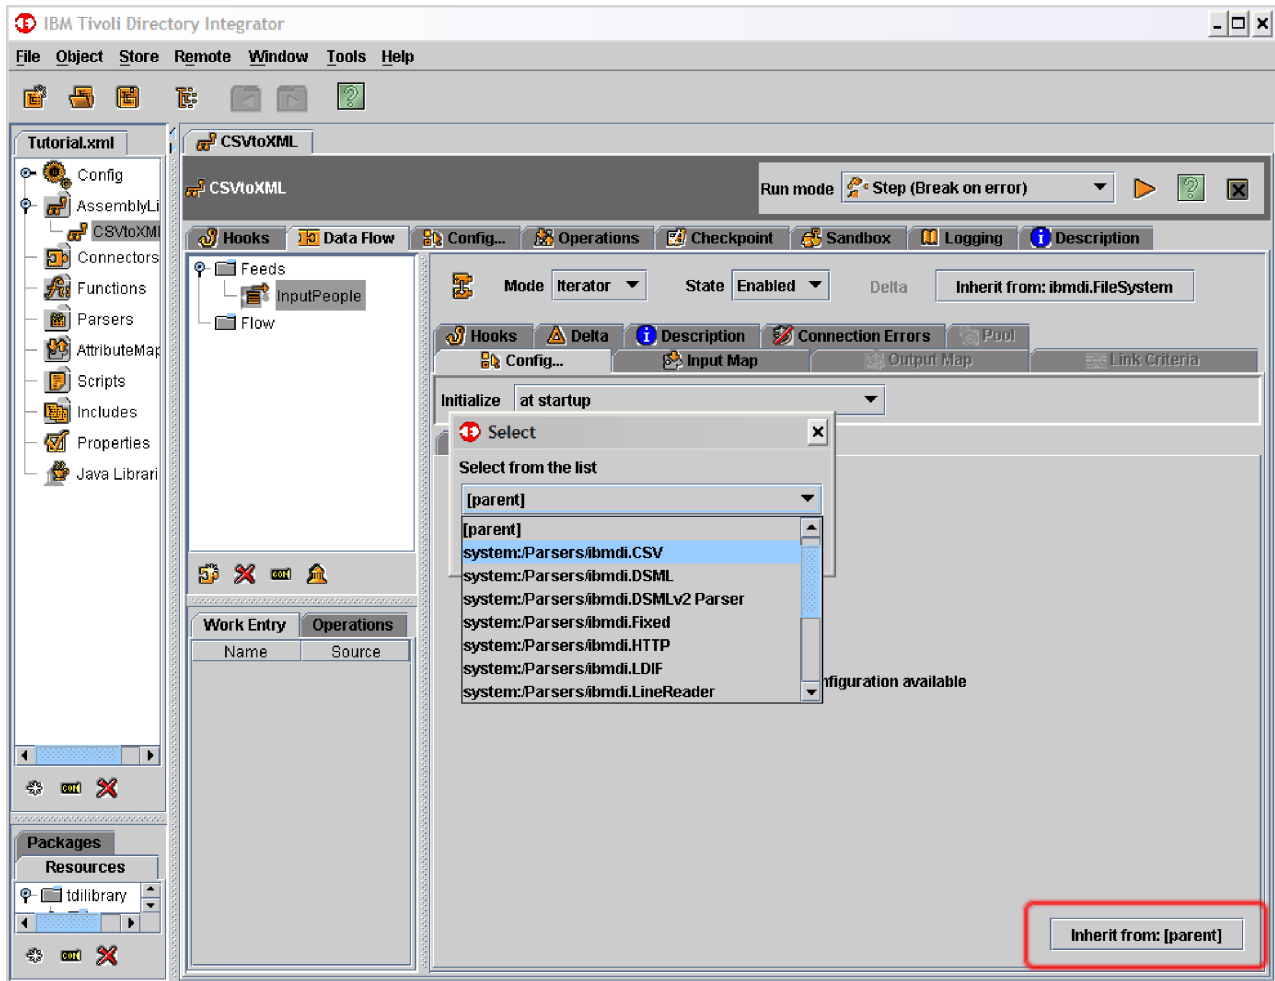 IBM Tivoli Directory Integrator
File Object Store Remote Window Tools Help
Tutorial.xml
Config
AssemblyLi
CSVtoXMl
Connectors
Functions
Parsers
AttributeMap
Scripts
Includes
Properties
Java Librari
Packages
Resources
tdilibrary
CSVtoXML
CSVtoXML
Run mode Step (Break on error)
Hooks Data Flow Config... Operations Checkpoint Sandbox Logging Description
Feeds
InputPeople
Flow
Work Entry Operations
Name Source
Mode Iterator State Enabled Delta Inherit from: ibmdi.FileSystem
Hooks Delta Description Connection Errors Pool
Config... Input Map Output Map Link Criteria
Initialize at startup
Select
Select from the list
[parent]
[parent]
system:/Parsers/ibmdi.CSV
system:/Parsers/ibmdi.DSML
system:/Parsers/ibmdi.DSMLv2 Parser
system:/Parsers/ibmdi.Fixed
system:/Parsers/ibmdi.HTTP
system:/Parsers/ibmdi.LDIF
system:/Parsers/ibmdi.LineReader
nfiguration available
Inherit from: [parent]